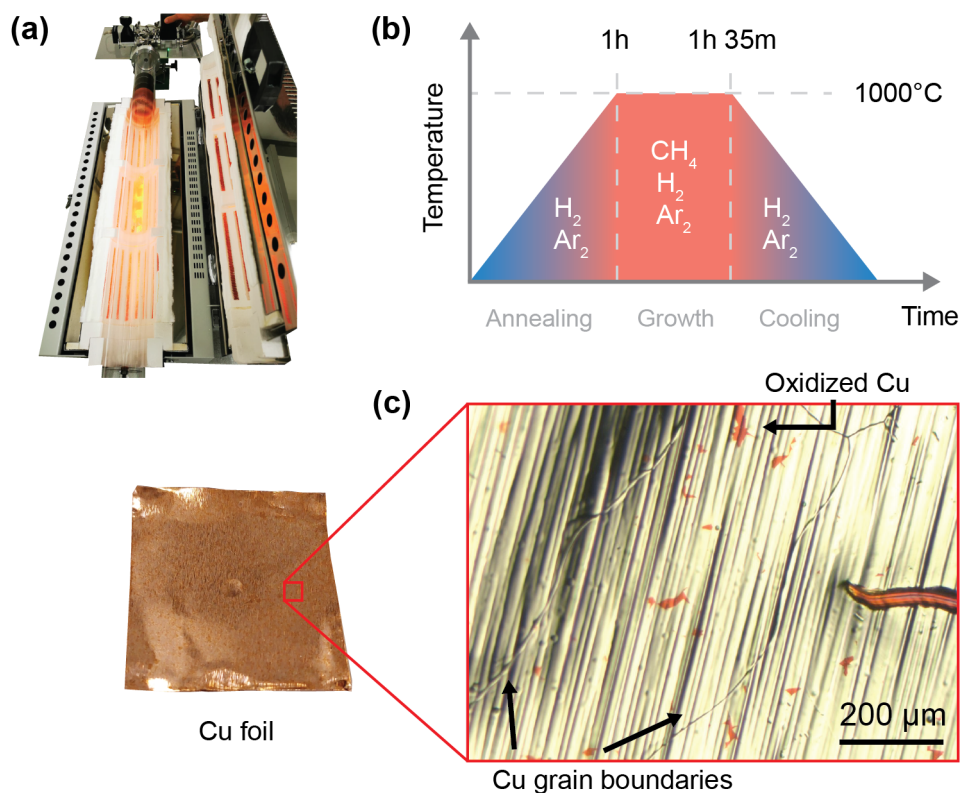 (a)
(b)
1h
1h 35m
1000°C
Temperature
CH₄
H₂
Ar₂
H₂
Ar₂
H₂
Ar₂
Annealing
Growth
Cooling
Time
(c)
Oxidized Cu
200 µm
Cu foil
Cu grain boundaries